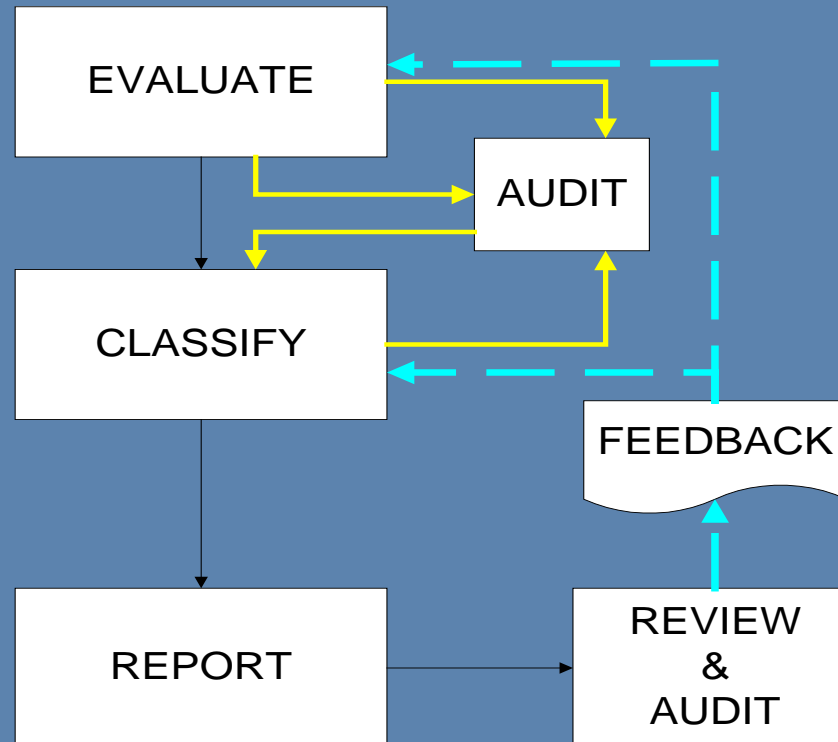 EVALUATE
AUDIT
CLASSIFY
FEEDBACK
REPORT
REVIEW
&
AUDIT